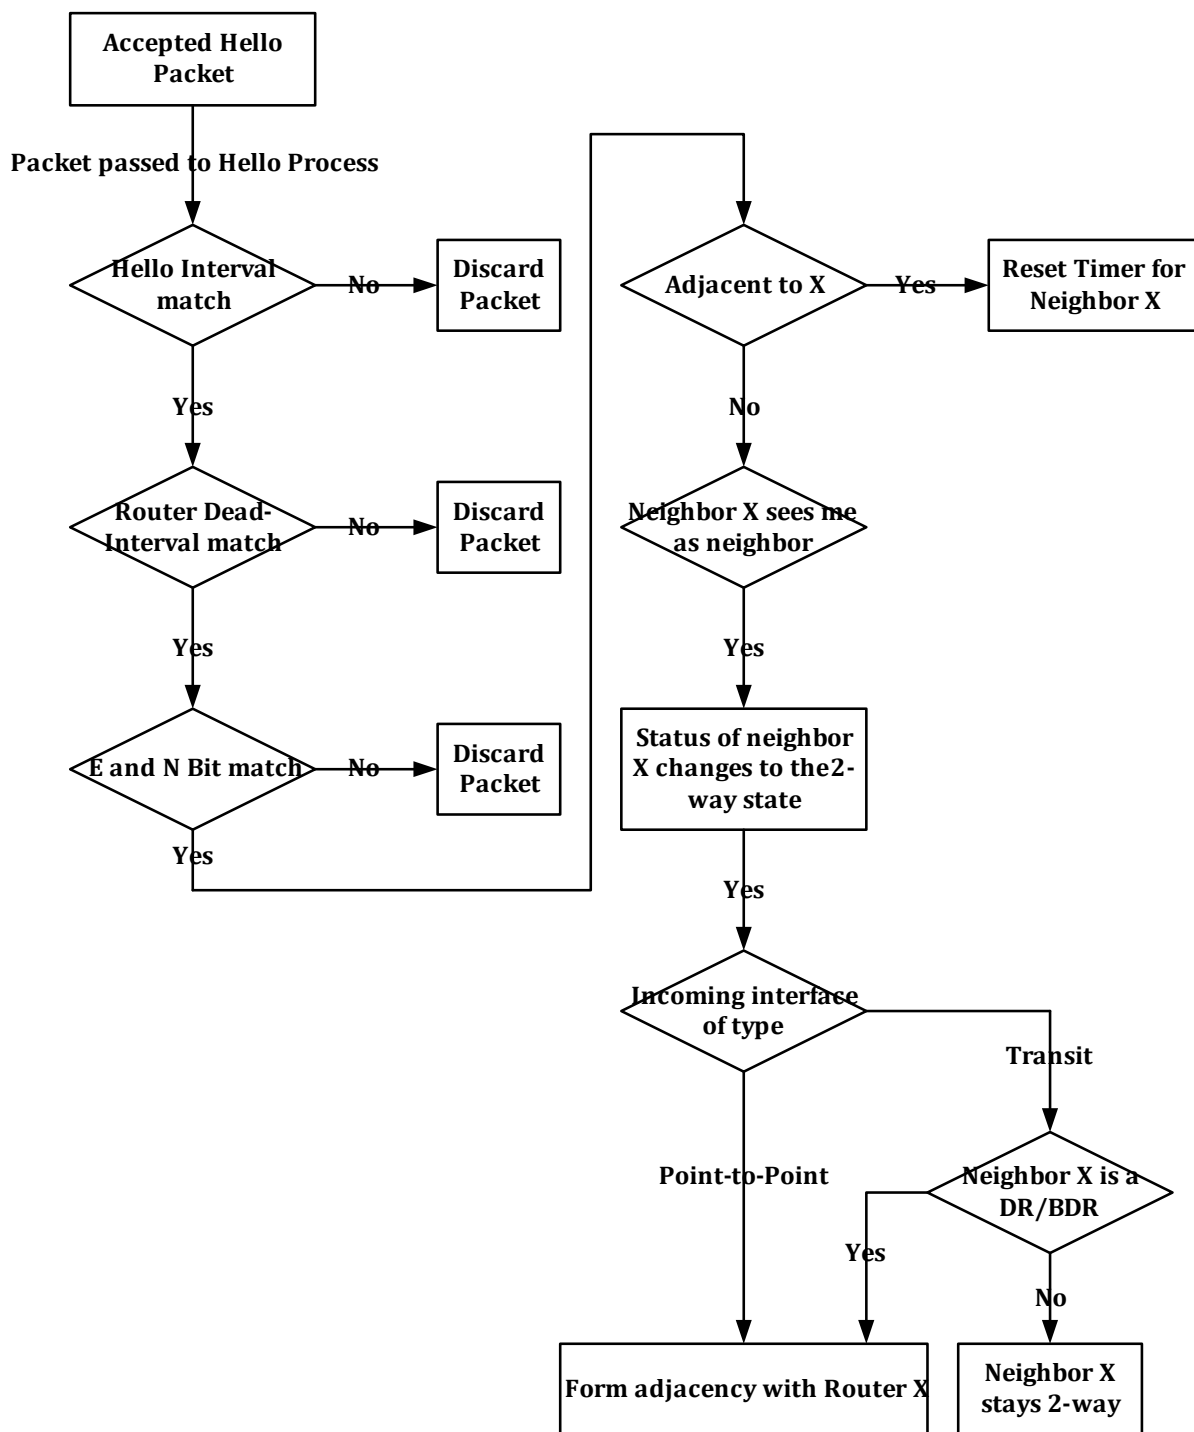 Accepted Hello
Packet
Packet passed to Hello Process
Hello Interval
match
No
Discard
Packet
Yes
Router Dead-
Interval match
No
Discard
Packet
Yes
E and N Bit match
No
Discard
Packet
Yes
Adjacent to X
Yes
Reset Timer for
Neighbor X
No
Neighbor X sees me
as neighbor
Yes
Status of neighbor
X changes to the 2-
way state
Yes
Incoming interface
of type
Transit
Point-to-Point
Neighbor X is a
DR/BDR
Yes
No
Form adjacency with Router X
Neighbor X
stays 2-way